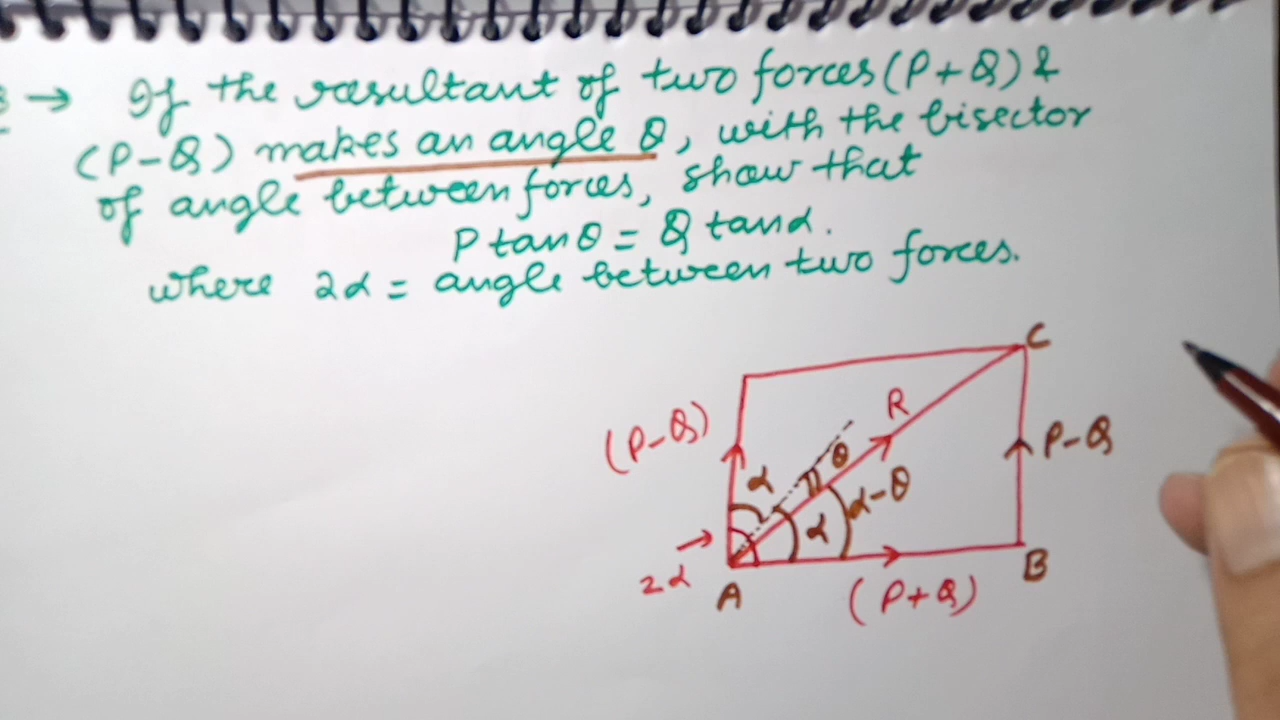 → If the resultant of two forces (P+Q) &
(P-Q) makes an angle θ, with the bisector
of angle between forces, show that
P tan θ = Q tan α.
where 2α = angle between two forces.
C
R
(P-Q)
P-Q
θ
α
α-θ
α
2α
A
(P+Q)
B